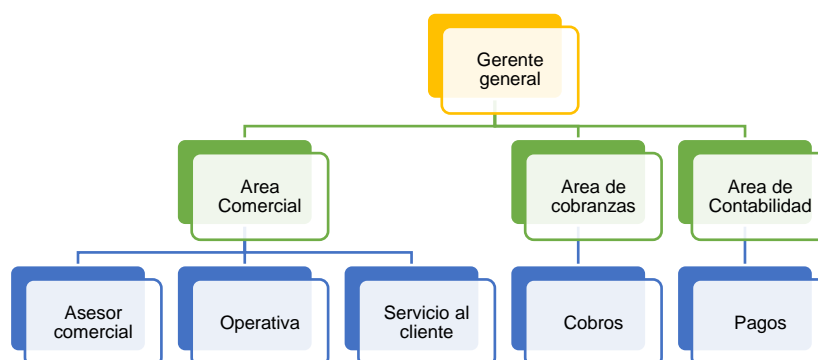 Gerente
general
Area
Comercial
Area de
cobranzas
Area de
Contabilidad
Asesor
comercial
Operativa
Servicio al
cliente
Cobros
Pagos